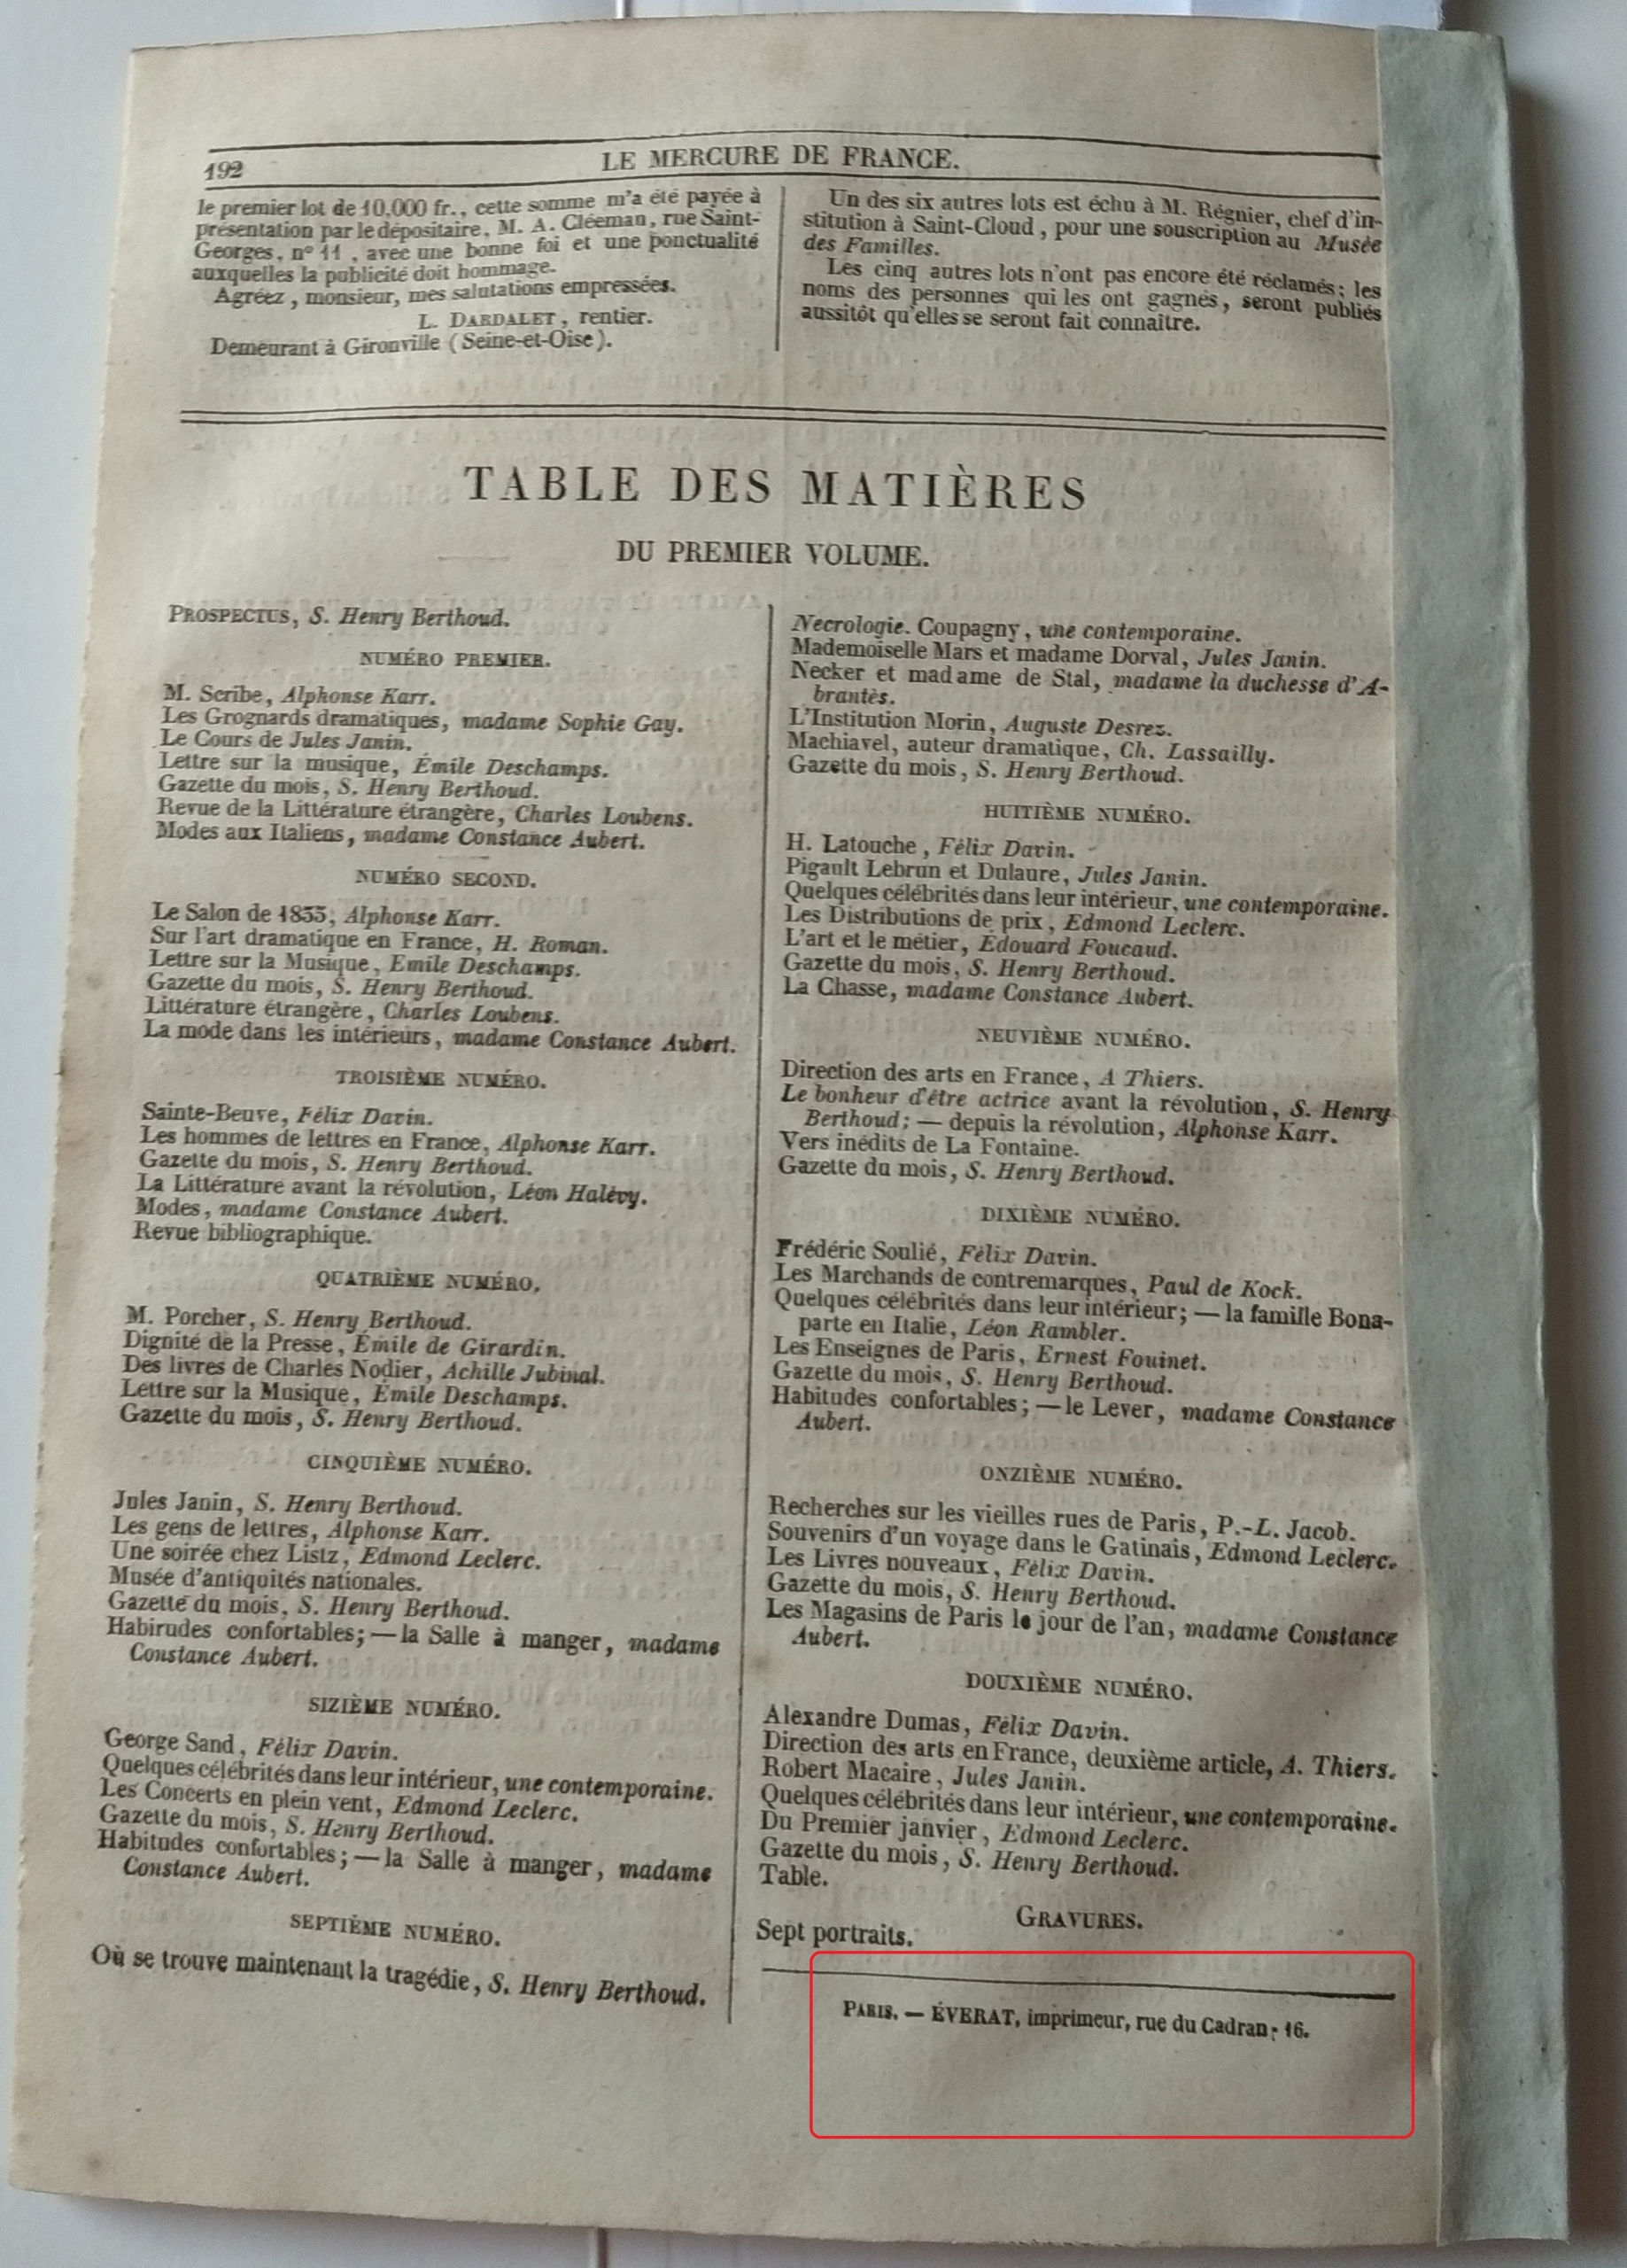 192
LE MERCURE DE FRANCE.
le premier lot de 10,000 fr., cette somme m'a été payée à
présentation par le dépositaire, M. A. Cléeman, rue Saint-
Georges, n° 11, avec une bonne foi et une ponctualité
auxquelles la publicité doit hommage.
Agréez, monsieur, mes salutations empressées.
L. DARDALET, rentier.
Demeurant à Gironville (Seine-et-Oise).
Un des six autres lots est échu à M. Régnier, chef d'in-
stitution à Saint-Cloud, pour une souscription au Musée
des Familles.
Les cinq autres lots n'ont pas encore été réclamés; les
noms des personnes qui les ont gagnés, seront publiés
aussitôt qu'elles se seront fait connaître.
TABLE DES MATIÈRES
DU PREMIER VOLUME.
PROSPECTUS, S. Henry Berthoud.
NUMÉRO PREMIER.
M. Scribe, Alphonse Karr.
Les Grognards dramatiques, madame Sophie Gay.
Le Cours de Jules Janin.
Lettre sur la musique, Émile Deschamps.
Gazette du mois, S. Henry Berthoud.
Revue de la Littérature étrangère, Charles Loubens.
Modes aux Italiens, madame Constance Aubert.
NUMÉRO SECOND.
Le Salon de 1833, Alphonse Karr.
Sur l'art dramatique en France, H. Roman.
Lettre sur la Musique, Emile Deschamps.
Gazette du mois, S. Henry Berthoud.
Littérature étrangère, Charles Loubens.
La mode dans les intérieurs, madame Constance Aubert.
TROISIÈME NUMÉRO.
Sainte-Beuve, Félix Davin.
Les hommes de lettres en France, Alphonse Karr.
Gazette du mois, S. Henry Berthoud.
La Littérature avant la révolution, Léon Halévy.
Modes, madame Constance Aubert.
Revue bibliographique.
QUATRIÈME NUMÉRO,
M. Porcher, S. Henry Berthoud.
Dignité de la Presse, Émile de Girardin.
Des livres de Charles Nodier, Achille Jubinal.
Lettre sur la Musique, Émile Deschamps.
Gazette du mois, S. Henry Berthoud.
CINQUIÈME NUMÉRO.
Jules Janin, S. Henry Berthoud.
Les gens de lettres, Alphonse Karr.
Une soirée chez Listz, Edmond Leclerc.
Musée d'antiquités nationales.
Gazette du mois, S. Henry Berthoud.
Habirudes confortables; — la Salle à manger, madame
Constance Aubert.
SIZIÈME NUMÉRO.
George Sand, Félix Davin.
Quelques célébrités dans leur intérieur, une contemporaine.
Les Concerts en plein vent, Edmond Leclerc.
Gazette du mois, S. Henry Berthoud.
Habitudes confortables; — la Salle à manger, madame
Constance Aubert.
SEPTIÈME NUMÉRO.
Où se trouve maintenant la tragédie, S. Henry Berthoud.
Necrologie. Coupagny, une contemporaine.
Mademoiselle Mars et madame Dorval, Jules Janin.
Necker et madame de Stal, madame la duchesse d'A-
brantès.
L'Institution Morin, Auguste Desrez.
Machiavel, auteur dramatique, Ch. Lassailly.
Gazette du mois, S. Henry Berthoud.
HUITIÈME NUMÉRO.
H. Latouche, Félix Davin.
Pigault Lebrun et Dulaure, Jules Janin.
Quelques célébrités dans leur intérieur, une contemporaine.
Les Distributions de prix, Edmond Leclerc.
L'art et le métier, Édouard Foucaud.
Gazette du mois, S. Henry Berthoud.
La Chasse, madame Constance Aubert.
NEUVIÈME NUMÉRO.
Direction des arts en France, A Thiers.
Le bonheur d'être actrice avant la révolution, S. Henry
Berthoud; — depuis la révolution, Alphonse Karr.
Vers inédits de La Fontaine.
Gazette du mois, S. Henry Berthoud.
DIXIÈME NUMÉRO.
Frédéric Soulié, Félix Davin.
Les Marchands de contremarques, Paul de Kock.
Quelques célébrités dans leur intérieur; — la famille Bona-
parte en Italie, Léon Rambler.
Les Enseignes de Paris, Ernest Fouinet.
Gazette du mois, S. Henry Berthoud.
Habitudes confortables; — le Lever, madame Constance
Aubert.
ONZIÈME NUMÉRO.
Recherches sur les vieilles rues de Paris, P.-L. Jacob.
Souvenirs d'un voyage dans le Gatinais, Edmond Leclerc.
Les Livres nouveaux, Félix Davin.
Gazette du mois, S. Henry Berthoud.
Les Magasins de Paris le jour de l'an, madame Constance
Aubert.
DOUXIÈME NUMÉRO.
Alexandre Dumas, Félix Davin.
Direction des arts en France, deuxième article, A. Thiers.
Robert Macaire, Jules Janin.
Quelques célébrités dans leur intérieur, une contemporaine.
Du Premier janvier, Edmond Leclerc.
Gazette du mois, S. Henry Berthoud.
Table.
GRAVURES.
Sept portraits.
PARIS. — ÉVERAT, imprimeur, rue du Cadran, 16.